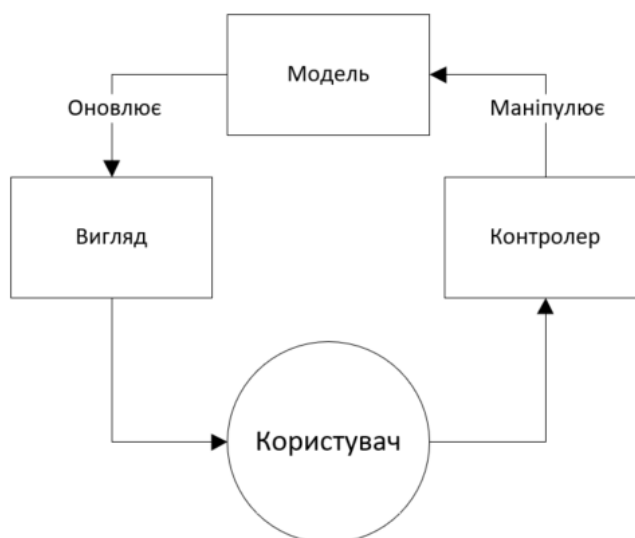 Модель
Оновлює
Маніпулює
Вигляд
Контролер
Користувач